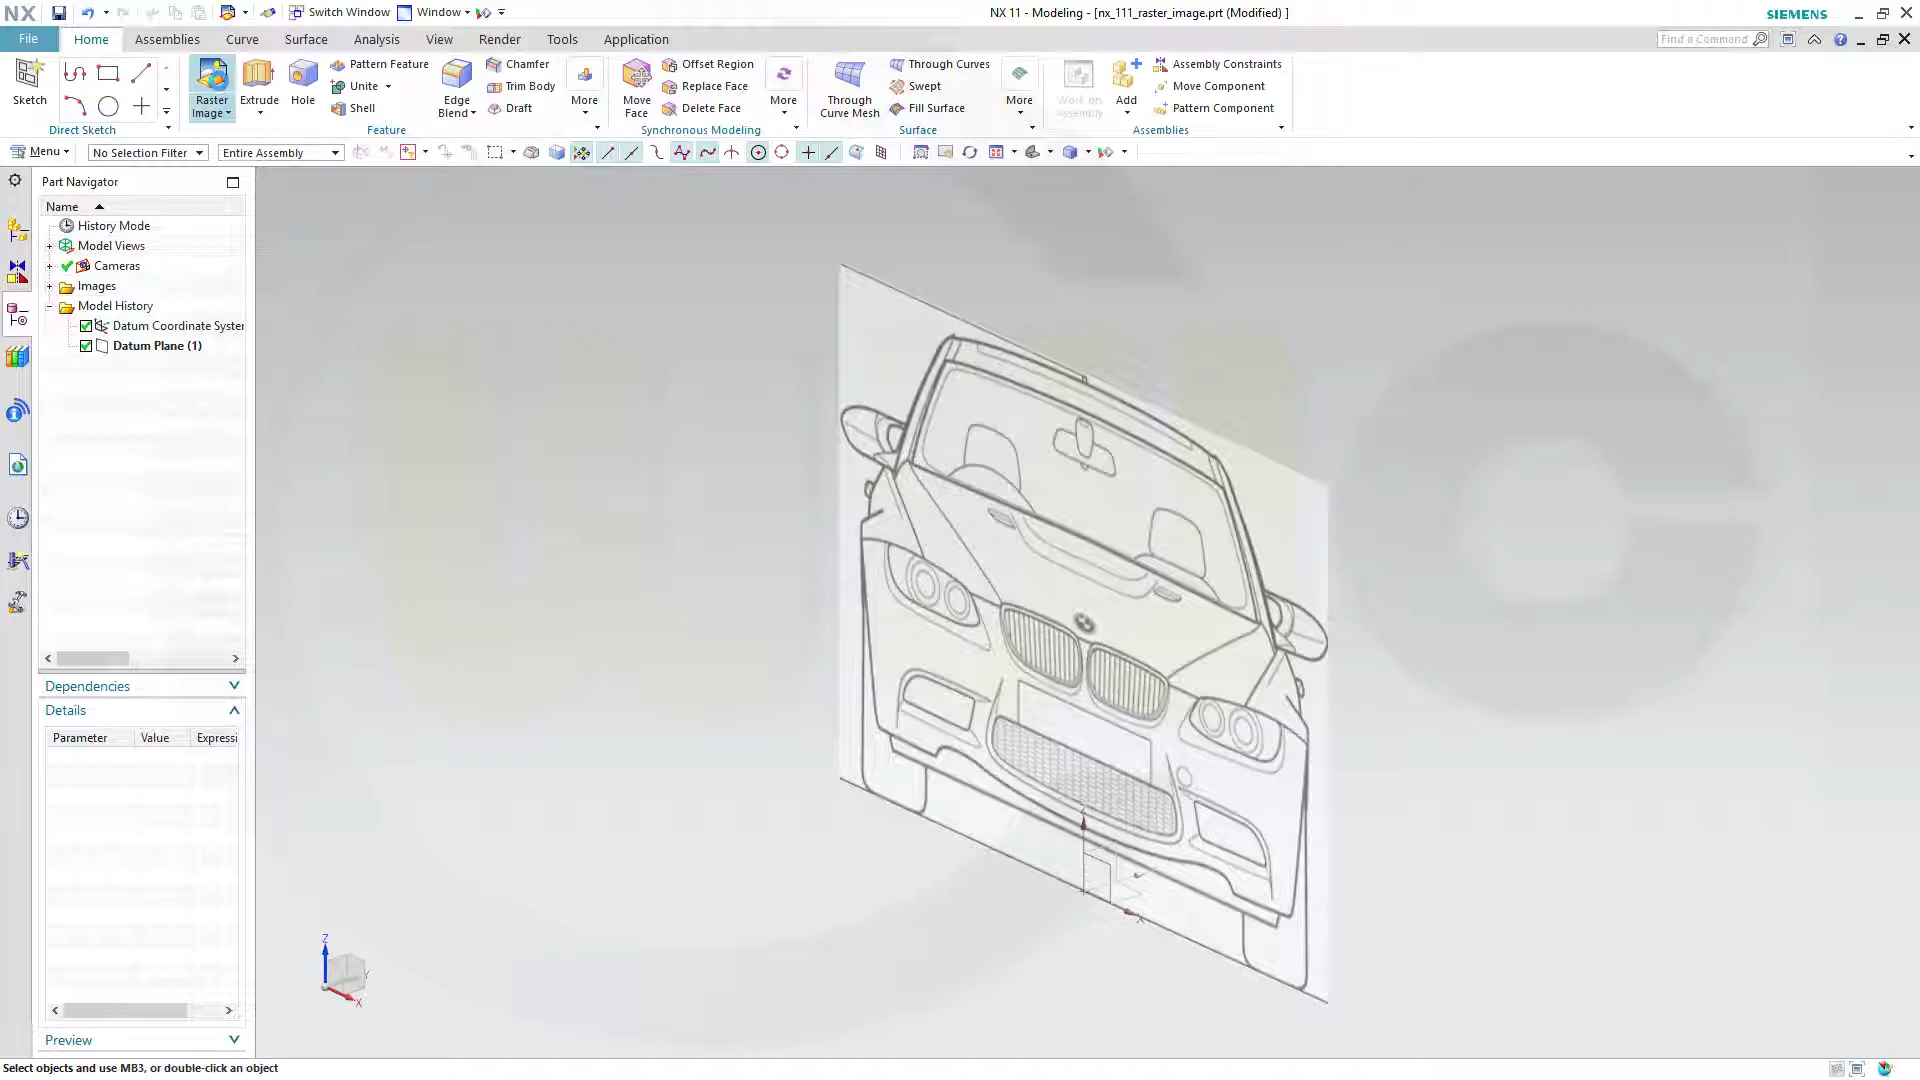 NX
Switch Window
Window
NX 11 - Modeling - [nx_111_raster_image.prt (Modified) ]
SIEMENS
File
Home
Assemblies
Curve
Surface
Analysis
View
Render
Tools
Application
Find a Command
Sketch
Direct Sketch
Raster Image
Extrude
Hole
Pattern Feature
Unite
Shell
Edge Blend
Chamfer
Trim Body
Draft
More
Feature
Move Face
Offset Region
Replace Face
Delete Face
More
Synchronous Modeling
Through Curve Mesh
Through Curves
Swept
Fill Surface
More
Surface
Work on Assembly
Add
Assembly Constraints
Move Component
Pattern Component
Assemblies
Menu
No Selection Filter
Entire Assembly
Part Navigator
Name
History Mode
Model Views
Cameras
Images
Model History
Datum Coordinate Syster
Datum Plane (1)
Dependencies
Details
Parameter
Value
Expressi
Preview
Z
X
Y
Z
X
Select objects and use MB3, or double-click an object